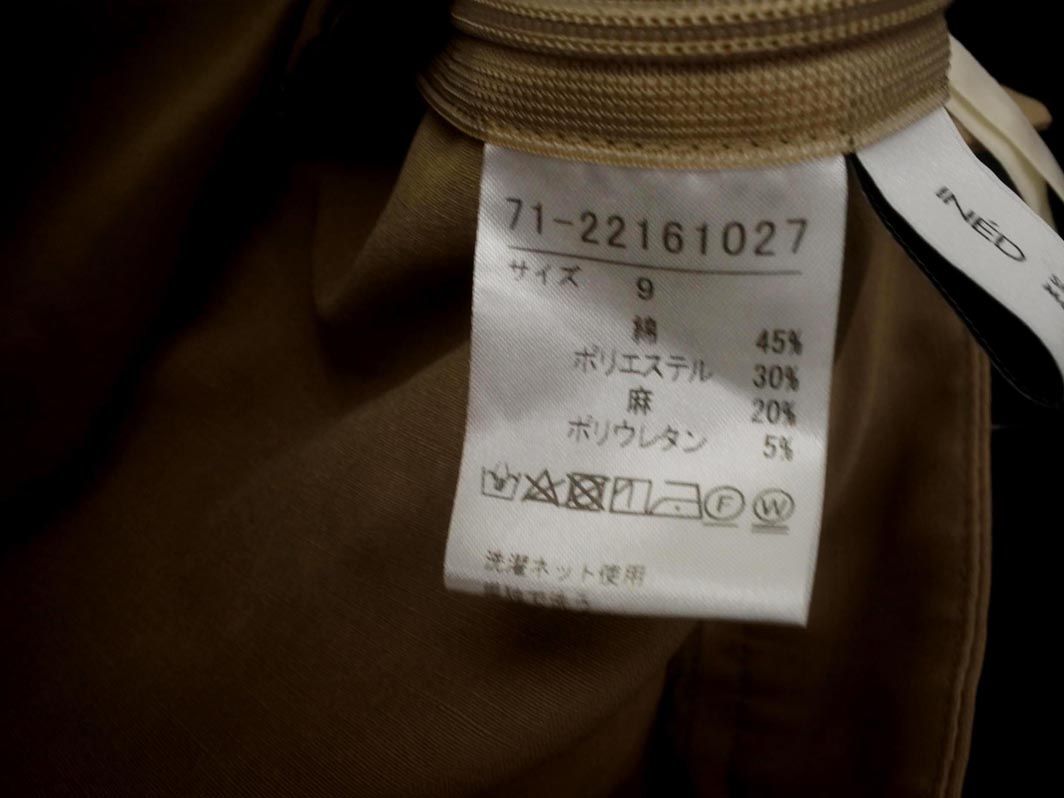 71-22161027
サイズ 9
綿 45%
ポリエステル 30%
麻 20%
ポリウレタン 5%
F W
洗濯ネット使用
INÉD